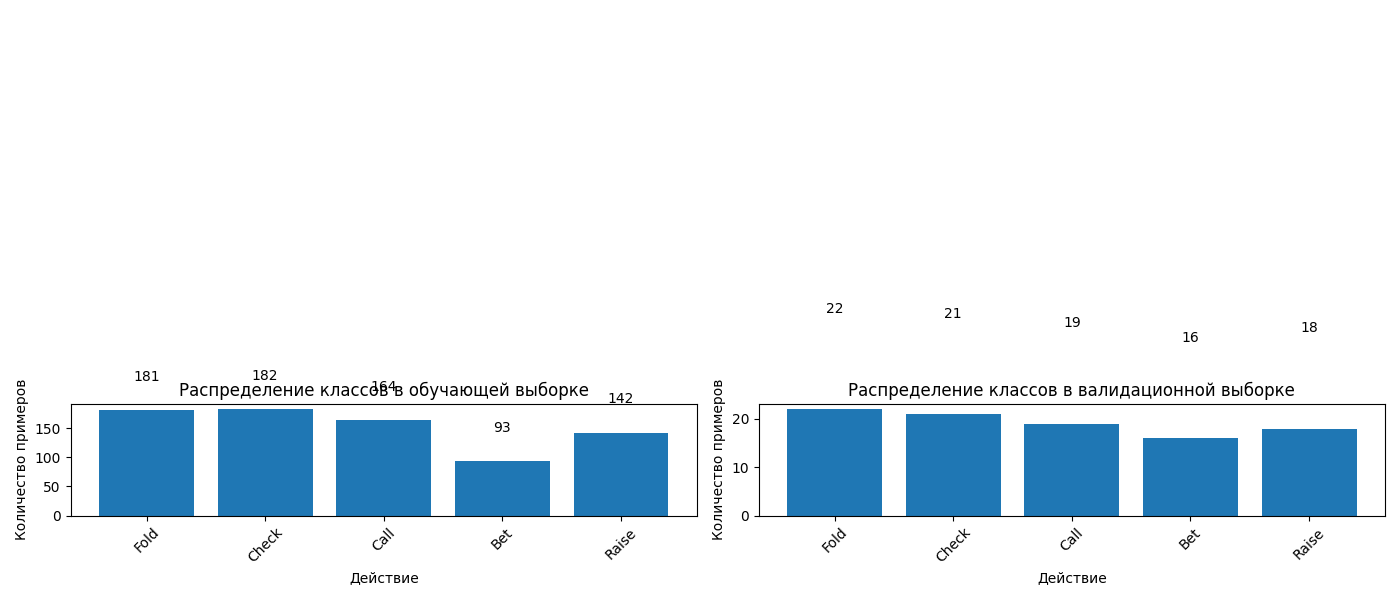 181
182
164
93
142
Распределение классов в обучающей выборке
Количество примеров
150
100
50
0
Fold
Check
Call
Bet
Raise
Действие
22
21
19
16
18
Распределение классов в валидационной выборке
Количество примеров
20
10
0
Fold
Check
Call
Bet
Raise
Действие